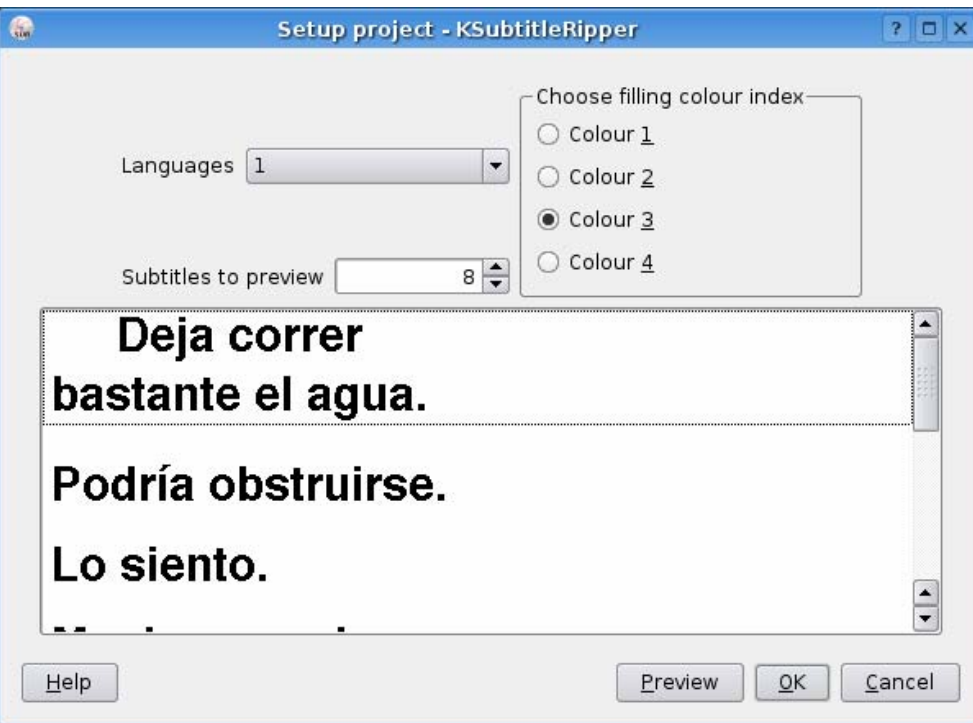 Setup project - KSubtitleRipper
Choose filling colour index
Colour 1
Languages 1
Colour 2
Colour 3
Colour 4
Subtitles to preview 8
Deja correr
bastante el agua.
Podría obstruirse.
Lo siento.
Help Preview OK Cancel